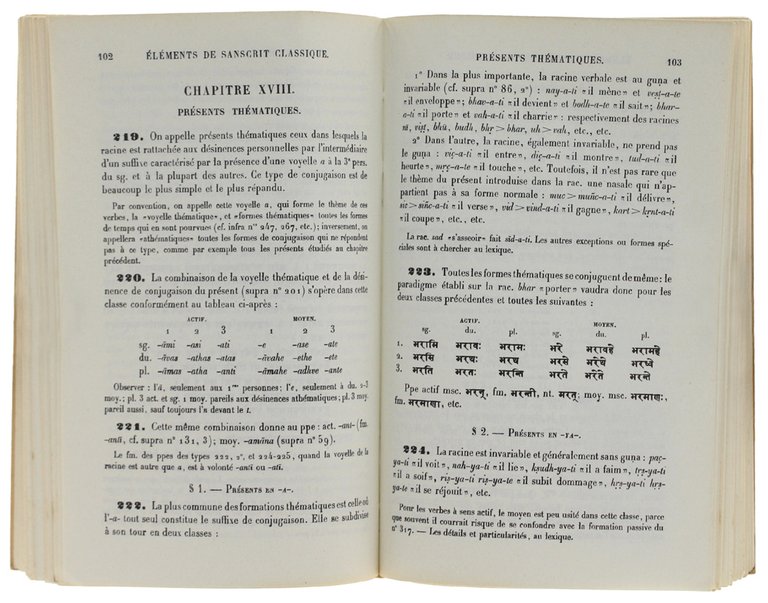 102 ÉLÉMENTS DE SANSCRIT CLASSIQUE.
CHAPITRE XVIII.
PRÉSENTS THÉMATIQUES.
219. On appelle présents thématiques ceux dans lesquels la
racine est rattachée aux désinences personnelles par l'intermédiaire
d'un suffixe caractérisé par la présence d'une voyelle a à la 3e pers.
du sg. et à la plupart des autres. Ce type de conjugaison est de
beaucoup le plus simple et le plus répandu.
Par convention, on appelle cette voyelle a, qui forme le thème de ces
verbes, la «voyelle thématique», et «formes thématiques» toutes les formes
de temps qui en sont pourvues (cf. infra nos 247, 267, etc.); inversement, on
appellera «athématiques» toutes les formes de conjugaison qui ne répondent
pas à ce type, comme par exemple tous les présents étudiés au chapitre
précédent.
220. La combinaison de la voyelle thématique et de la dési-
nence de conjugaison du présent (supra no 201) s'opère dans cette
classe conformément au tableau ci-après :
ACTIF. MOYEN.
1 2 3 1 2 3
sg. -āmi -asi -ati -e -ase -ate
du. -āvas -athas -atas -āvahe -ethe -ete
pl. -āmas -atha -anti -āmahe -adhve -ante
Observer : l'ā, seulement aux 1res personnes; l'e, seulement à du. 2-3
moy.; pl. 3 act. et sg. 1 moy. pareils aux désinences athématiques; pl. 3 moy.
pareil aussi, sauf toujours l'n devant le t.
221. Cette même combinaison donne au ppe : act. -ant- (fm.
-antī, cf. supra no 131, 3); moy. -amāna (supra no 59).
Le fm. des ppes des types 222, 2o, et 224-225, quand la voyelle de la
racine est autre que a, est à volonté -antī ou -atī.
§ 1. — PRÉSENTS EN -A-.
222. La plus commune des formations thématiques est celle où
l'-a- tout seul constitue le suffixe de conjugaison. Elle se subdivise
à son tour en deux classes :
PRÉSENTS THÉMATIQUES. 103
1o Dans la plus importante, la racine verbale est au guṇa et
invariable (cf. supra no 86, 2o) : nay-a-ti «il mène» et veṣṭ-a-te
«il enveloppe»; bhav-a-ti «il devient» et bodh-a-te «il sait»; bhar-
a-ti «il porte» et vah-a-ti «il charrie» : respectivement des racines
nī, viṣṭ, bhū, budh, bhṛ > bhar, uh > vah, etc., etc.
2o Dans l'autre, la racine, également invariable, ne prend pas
le guṇa : viç-a-ti «il entre», diç-a-ti «il montre», tud-a-ti «il
heurte», mṛç-a-te «il touche», etc. Toutefois, il n'est pas rare que
le thème du présent introduise dans la rac. une nasale qui n'ap-
partient pas à sa forme normale : muc > muñc-a-ti «il délivre»,
sic > siñc-a-ti «il verse», vid > vind-a-ti «il gagne», kart > kṛnt-a-ti
«il coupe», etc., etc.
La rac. sad «s'asseoir» fait sīd-a-ti. Les autres exceptions ou formes spé-
ciales sont à chercher au lexique.
223. Toutes les formes thématiques se conjuguent de même : le
paradigme établi sur la rac. bhar «porter» vaudra donc pour les
deux classes précédentes et toutes les suivantes :
ACTIF. MOYEN.
sg. du. pl. sg. du. pl.
1. भरामि भरावः भरामः भरे भरावहे भरामहे
2. भरसि भरथः भरथ भरसे भरेथे भरध्वे
3. भरति भरतः भरन्ति भरते भरेते भरन्ते
Ppe actif msc. भरन्, fm. भरन्ती, nt. भरत्; moy. msc. भरमाणः,
fm. भरमाणा, etc.
§ 2. — PRÉSENTS EN -YA-.
224. La racine est invariable et généralement sans guṇa : paç-
ya-ti «il voit», nah-ya-ti «il lie», kṣudh-ya-ti «il a faim», tṛṣ-ya-ti
«il a soif», riṣ-ya-ti riṣ-ya-te «il subit dommage», hṛṣ-ya-ti hṛṣ-
ya-te «il se réjouit», etc.
Pour les verbes à sens actif, le moyen est peu usité dans cette classe, parce
que souvent il courrait risque de se confondre avec la formation passive du
no 317. — Les détails et particularités, au lexique.